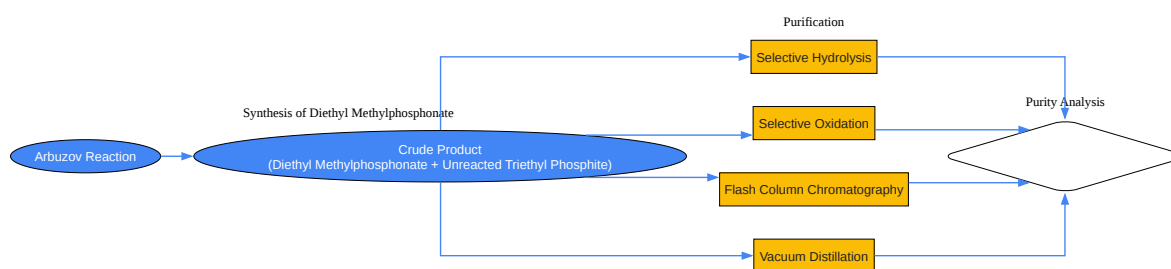 Purification
Selective Hydrolysis
Synthesis of Diethyl Methylphosphonate
Purity Analysis
Selective Oxidation
Arbuzov Reaction
Crude Product
(Diethyl Methylphosphonate + Unreacted Triethyl Phosphite)
Flash Column Chromatography
Vacuum Distillation